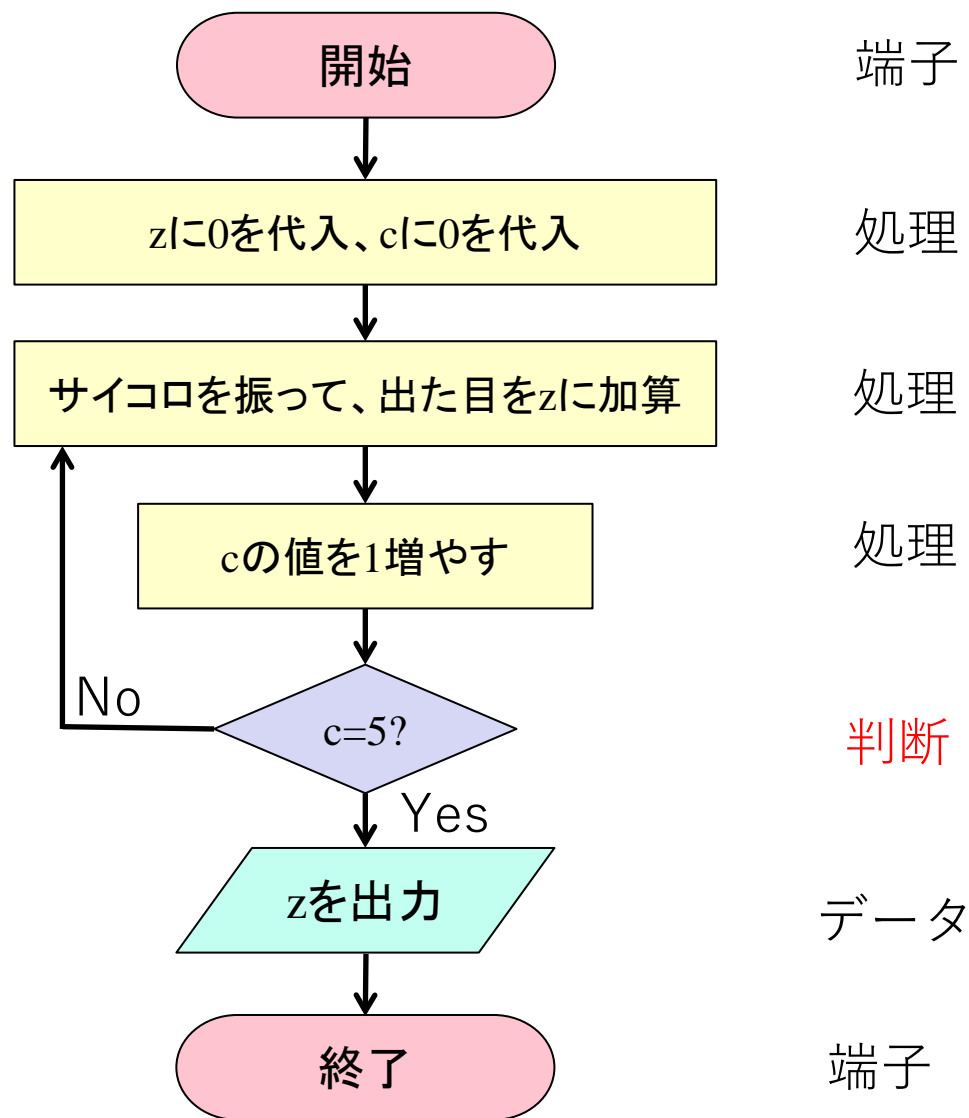 開始
端子
zに0を代入、cに0を代入
処理
サイコロを振って、出た目をzに加算
処理
cの値を1増やす
処理
No
c=5?
判断
Yes
zを出力
データ
終了
端子